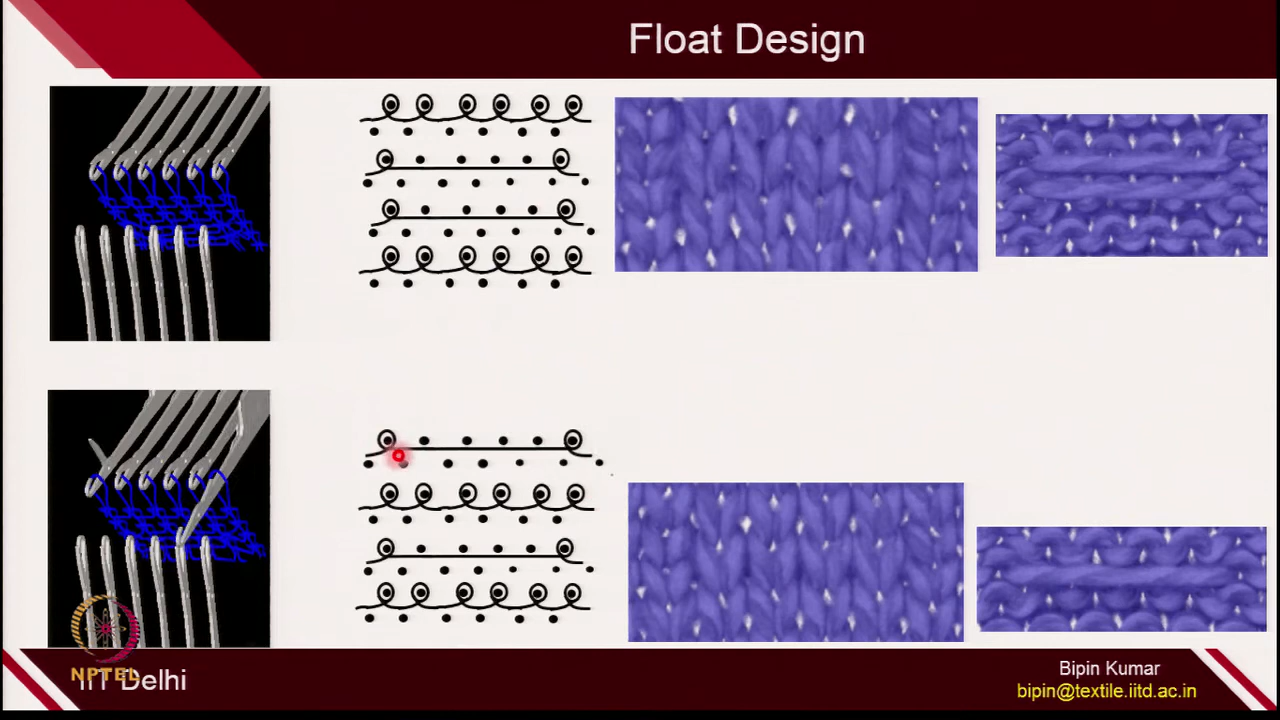 Float Design
NPTEL
IIT Delhi
Bipin Kumar
bipin@textile.iitd.ac.in